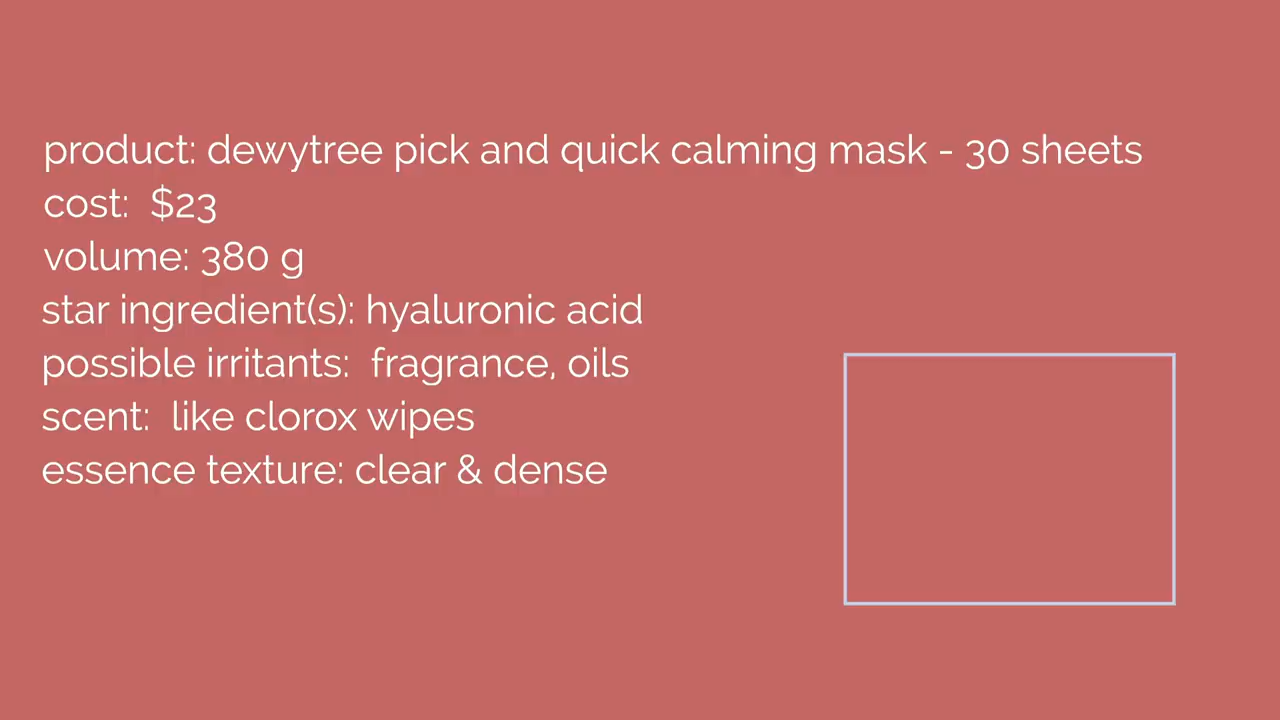 product: dewytree pick and quick calming mask - 30 sheets
cost:  $23
volume: 380 g
star ingredient(s): hyaluronic acid
possible irritants:  fragrance, oils
scent:  like clorox wipes
essence texture: clear & dense